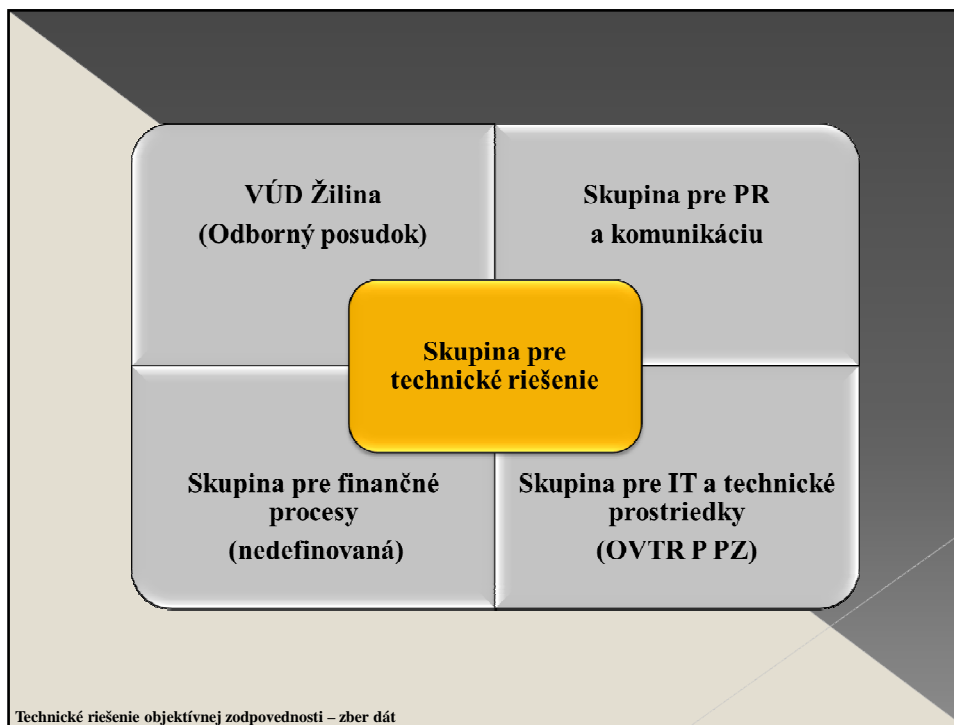 VÚD Žilina
(Odborný posudok)
Skupina pre PR
a komunikáciu
Skupina pre
technické riešenie
Skupina pre finančné
procesy
(nedefinovaná)
Skupina pre IT a technické
prostriedky
(OVTR P PZ)
Technické riešenie objektívnej zodpovednosti – zber dát